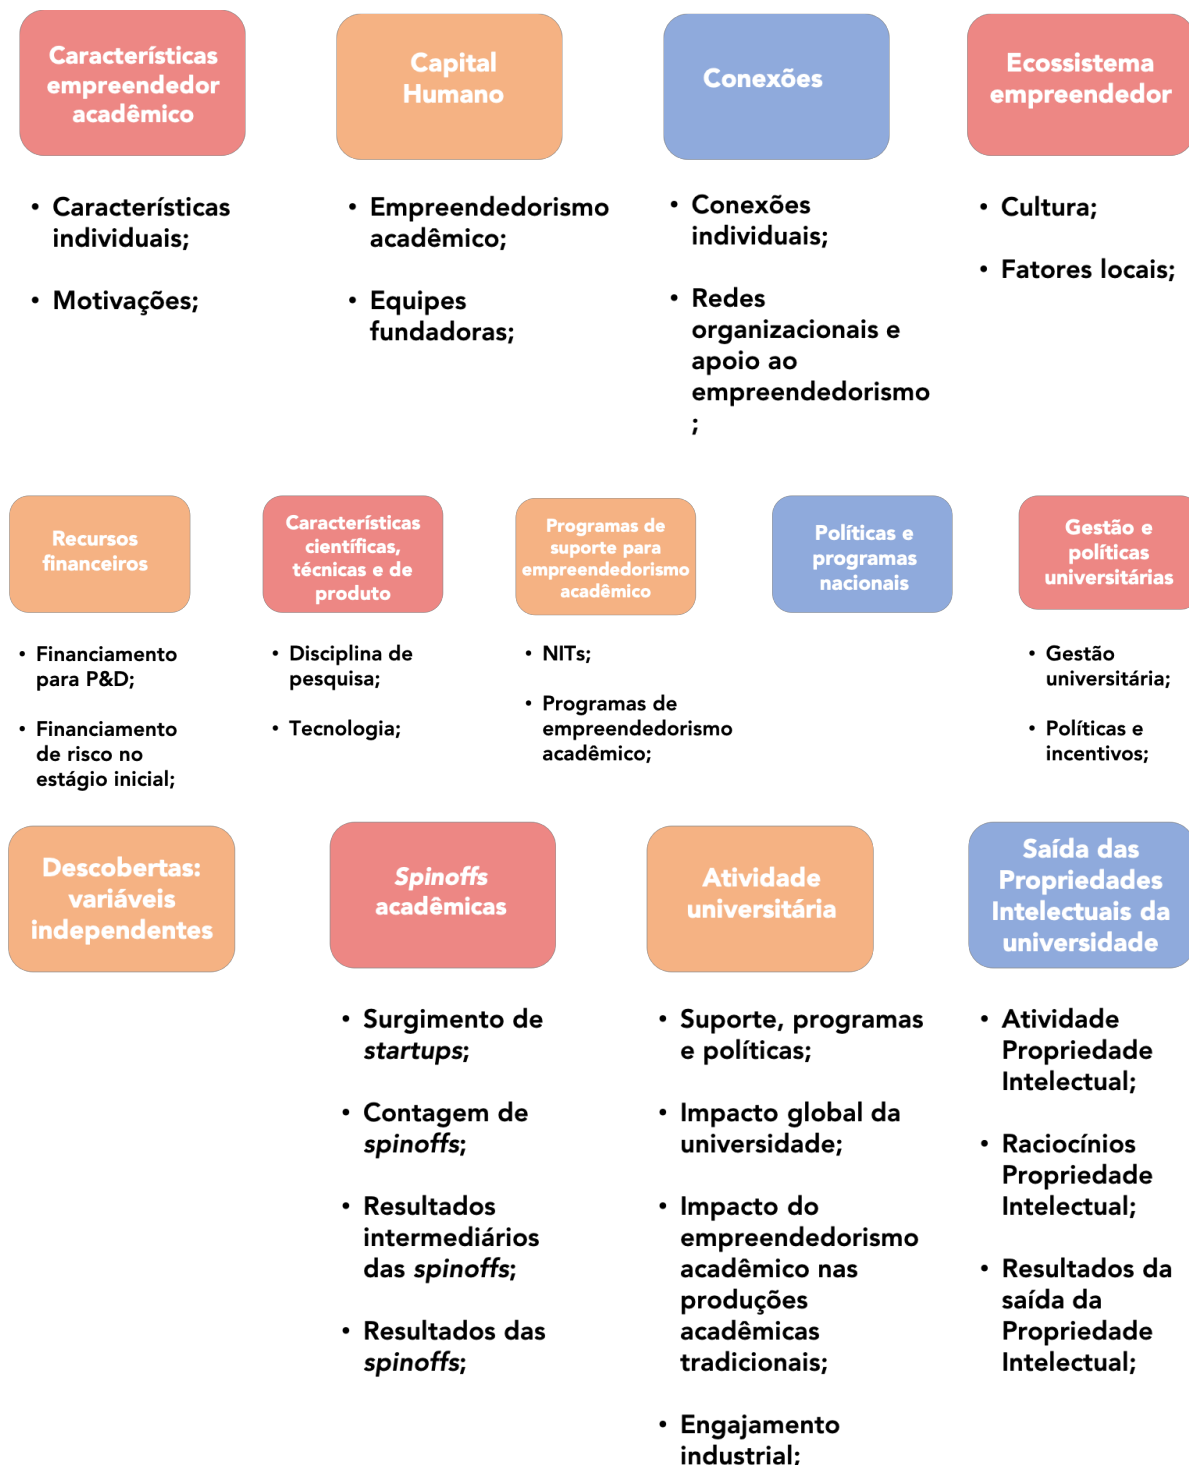 Características
empreendedor
acadêmico
• Características
individuais;
• Motivações;
Capital
Humano
• Empreendedorismo
acadêmico;
• Equipes
fundadoras;
Conexões
• Conexões
individuais;
• Redes
organizacionais e
apoio ao
empreendedorismo
;
Ecossistema
empreendedor
• Cultura;
• Fatores locais;
Recursos
financeiros
• Financiamento
para P&D;
• Financiamento
de risco no
estágio inicial;
Características
científicas,
técnicas e de
produto
• Disciplina de
pesquisa;
• Tecnologia;
Programas de
suporte para
empreendedorismo
acadêmico
• NITs;
• Programas de
empreendedorismo
acadêmico;
Políticas e
programas
nacionais
Gestão e
políticas
universitárias
• Gestão
universitária;
• Políticas e
incentivos;
Descobertas:
variáveis
independentes
Spinoffs
acadêmicas
• Surgimento de
startups;
• Contagem de
spinoffs;
• Resultados
intermediários
das spinoffs;
• Resultados das
spinoffs;
Atividade
universitária
• Suporte, programas
e políticas;
• Impacto global da
universidade;
• Impacto do
empreendedorismo
acadêmico nas
produções
acadêmicas
tradicionais;
• Engajamento
industrial;
Saída das
Propriedades
Intelectuais da
universidade
• Atividade
Propriedade
Intelectual;
• Raciocínios
Propriedade
Intelectual;
• Resultados da
saída da
Propriedade
Intelectual;